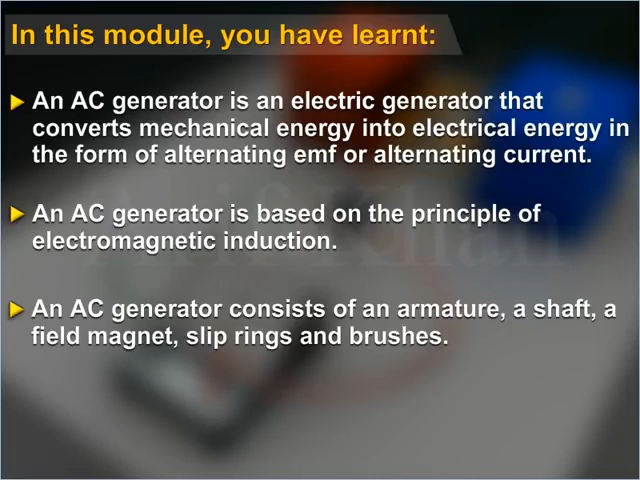 In this module, you have learnt:
An AC generator is an electric generator that
converts mechanical energy into electrical energy in
the form of alternating emf or alternating current.
An AC generator is based on the principle of
electromagnetic induction.
An AC generator consists of an armature, a shaft, a
field magnet, slip rings and brushes.